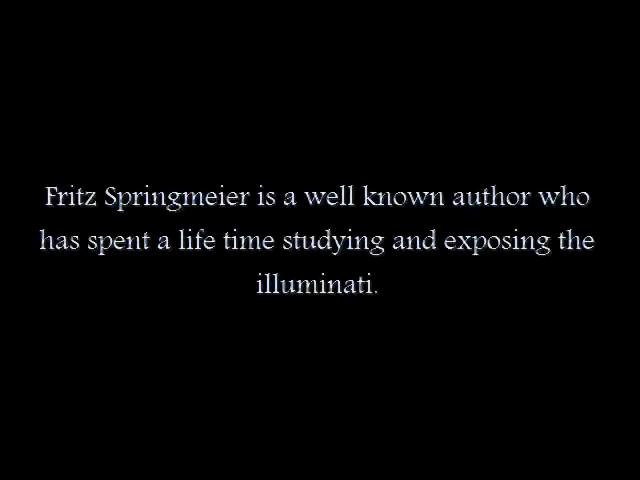 Fritz Springmeier is a well known author who
has spent a life time studying and exposing the
illuminati.